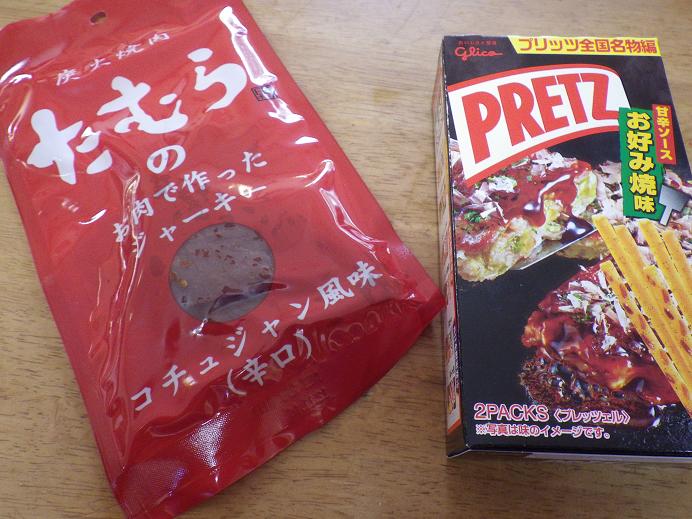 炭火焼肉
たむら
の
お肉で作った
ジャーキー
コチュジャン風味
(辛口)
glico
プリッツ全国名物編
PRETZ
甘辛ソース
お好み焼味
2PACKS〈プレッツェル〉
※写真は味のイメージです。